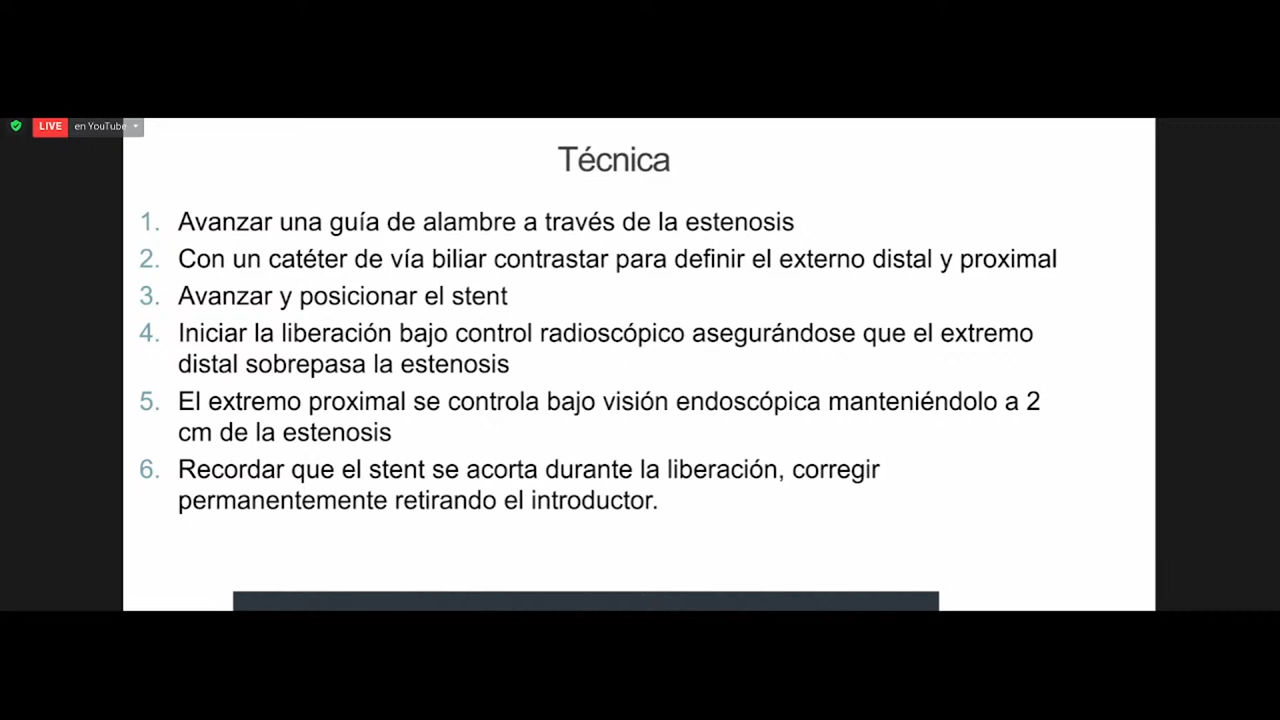 LIVE en YouTube
Técnica
1. Avanzar una guía de alambre a través de la estenosis
2. Con un catéter de vía biliar contrastar para definir el externo distal y proximal
3. Avanzar y posicionar el stent
4. Iniciar la liberación bajo control radioscópico asegurándose que el extremo
distal sobrepasa la estenosis
5. El extremo proximal se controla bajo visión endoscópica manteniéndolo a 2
cm de la estenosis
6. Recordar que el stent se acorta durante la liberación, corregir
permanentemente retirando el introductor.